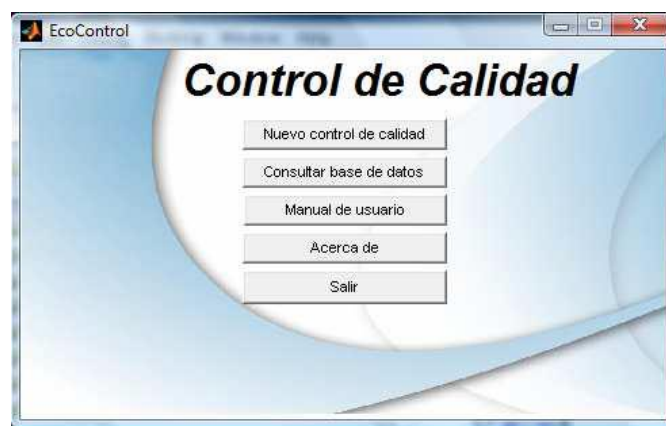 EcoControl
Control de Calidad
Nuevo control de calidad
Consultar base de datos
Manual de usuario
Acerca de
Salir